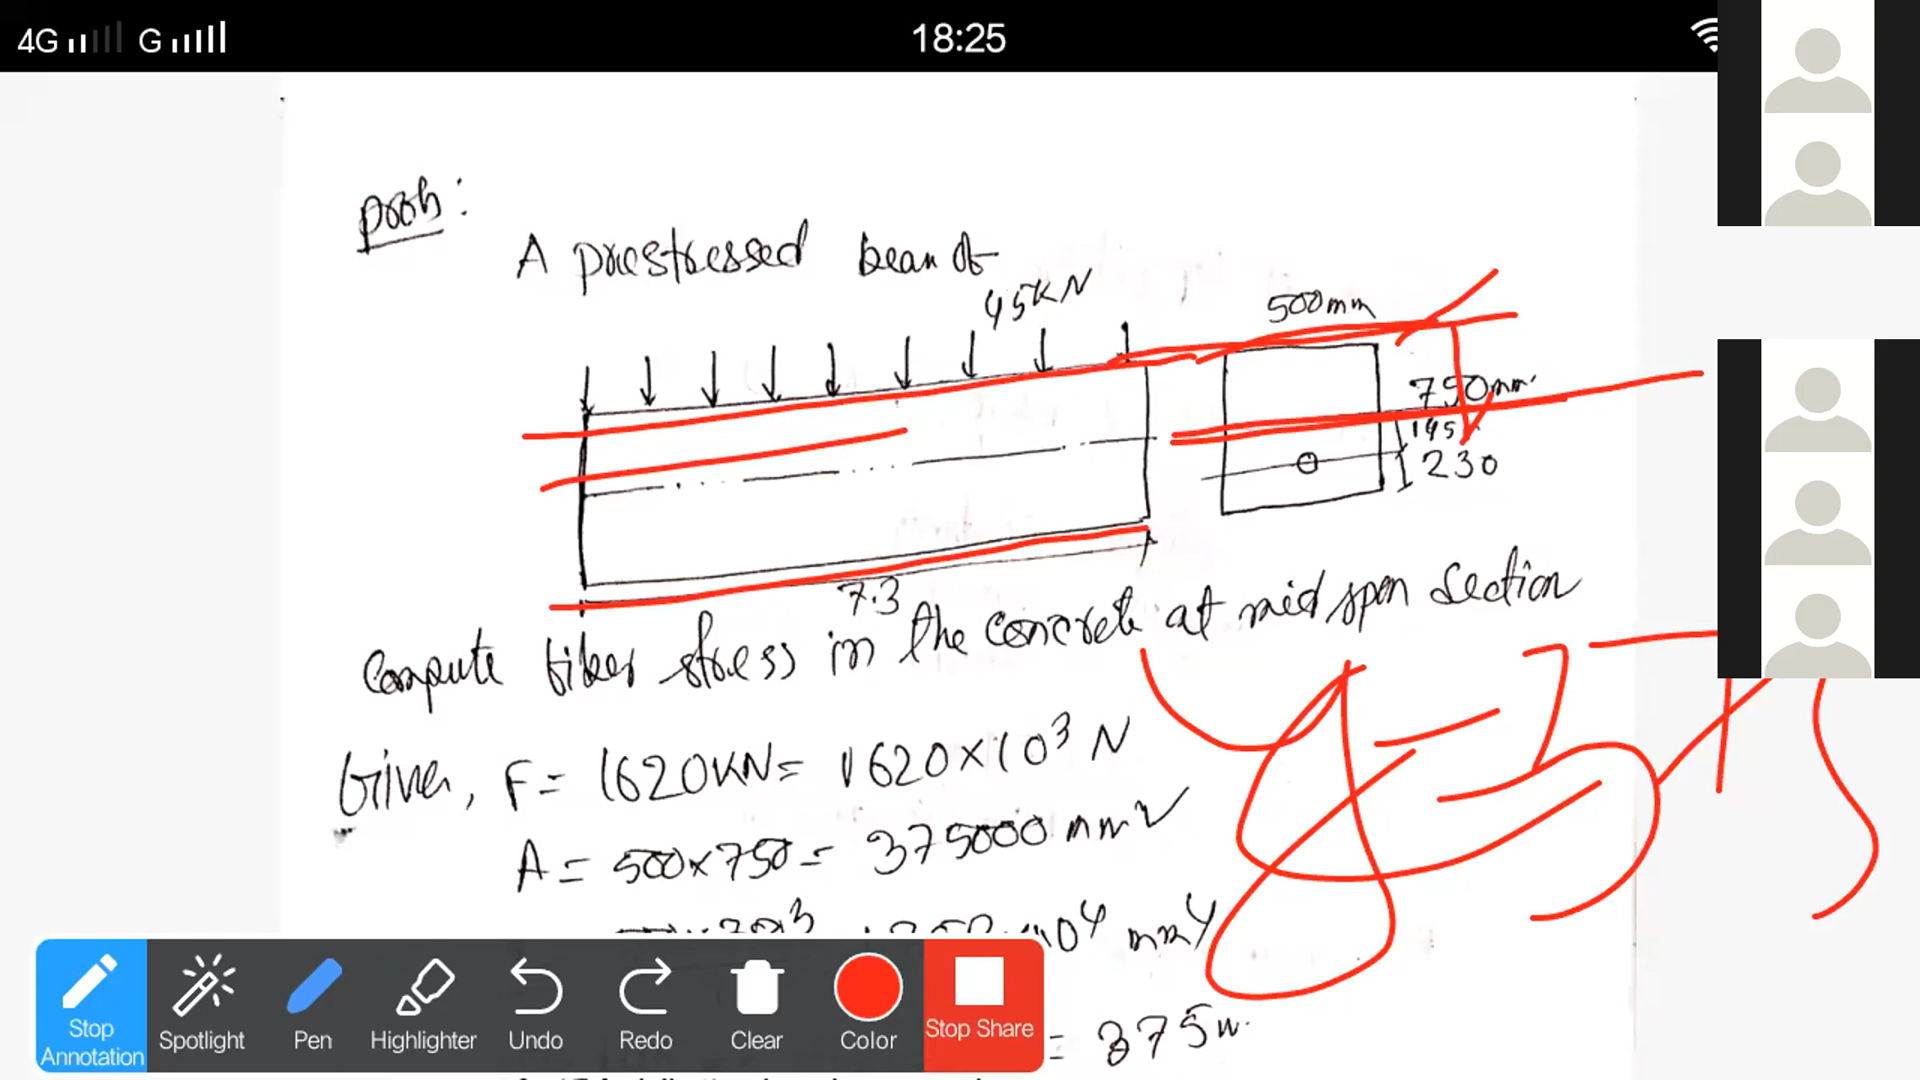 4G G 18:25
prob:
A prestressed beam of
45KN
500mm
750mm
145
230
7.3
Compute fiber stress in the concrete at mid span section
Given, F = 1620KN = 1620×10³ N
A = 500×750 = 375000 mm²
10⁴ mm⁴
= 375
y = 375
Stop Annotation Spotlight Pen Highlighter Undo Redo Clear Color Stop Share